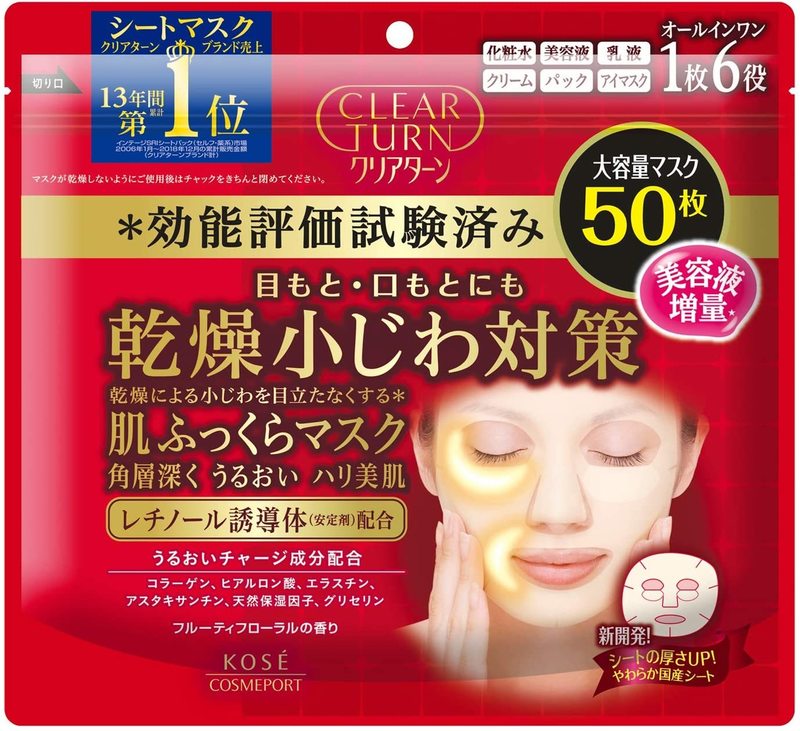 シートマスク
クリアターン ブランド売上
13年間累計
第1位
インテージSRIシートパック(セルフ・薬系)市場
2006年1月〜2018年12月の累計販売金額
(クリアターンブランド計)
切り口
マスクが乾燥しないようにご使用後はチャックをきちんと閉めてください。
CLEAR
TURN
クリアターン
化粧水 美容液 乳液
クリーム パック アイマスク
オールインワン
1枚6役
大容量マスク
50枚
美容液
増量★
*効能評価試験済み
目もと・口もとにも
乾燥小じわ対策
乾燥による小じわを目立たなくする*
肌ふっくらマスク
角層深く うるおい ハリ美肌
レチノール誘導体(安定剤)配合
うるおいチャージ成分配合
コラーゲン、ヒアルロン酸、エラスチン、
アスタキサンチン、天然保湿因子、グリセリン
フルーティフローラルの香り
KOSÉ
COSMEPORT
新開発!
シートの厚さUP!
やわらか国産シート